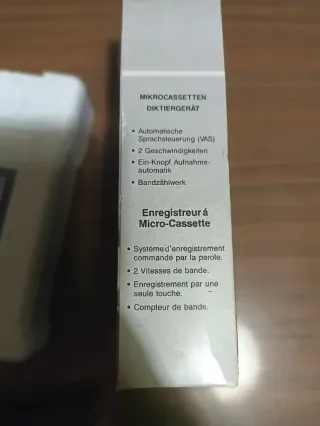 MIKROCASSETTEN
DIKTIERGERÄT
• Automatische
Sprachsteuerung (VAS)
• 2 Geschwindigkeiten
• Ein-Knopf Aufnahme-
automatik
• Bandzählwerk
Enregistreur á
Micro-Cassette
• Systéme d'enregistrement
commandé par la parole.
• 2 Vitesses de bande.
• Enregistrement par une
seule touche.
• Compteur de bande.